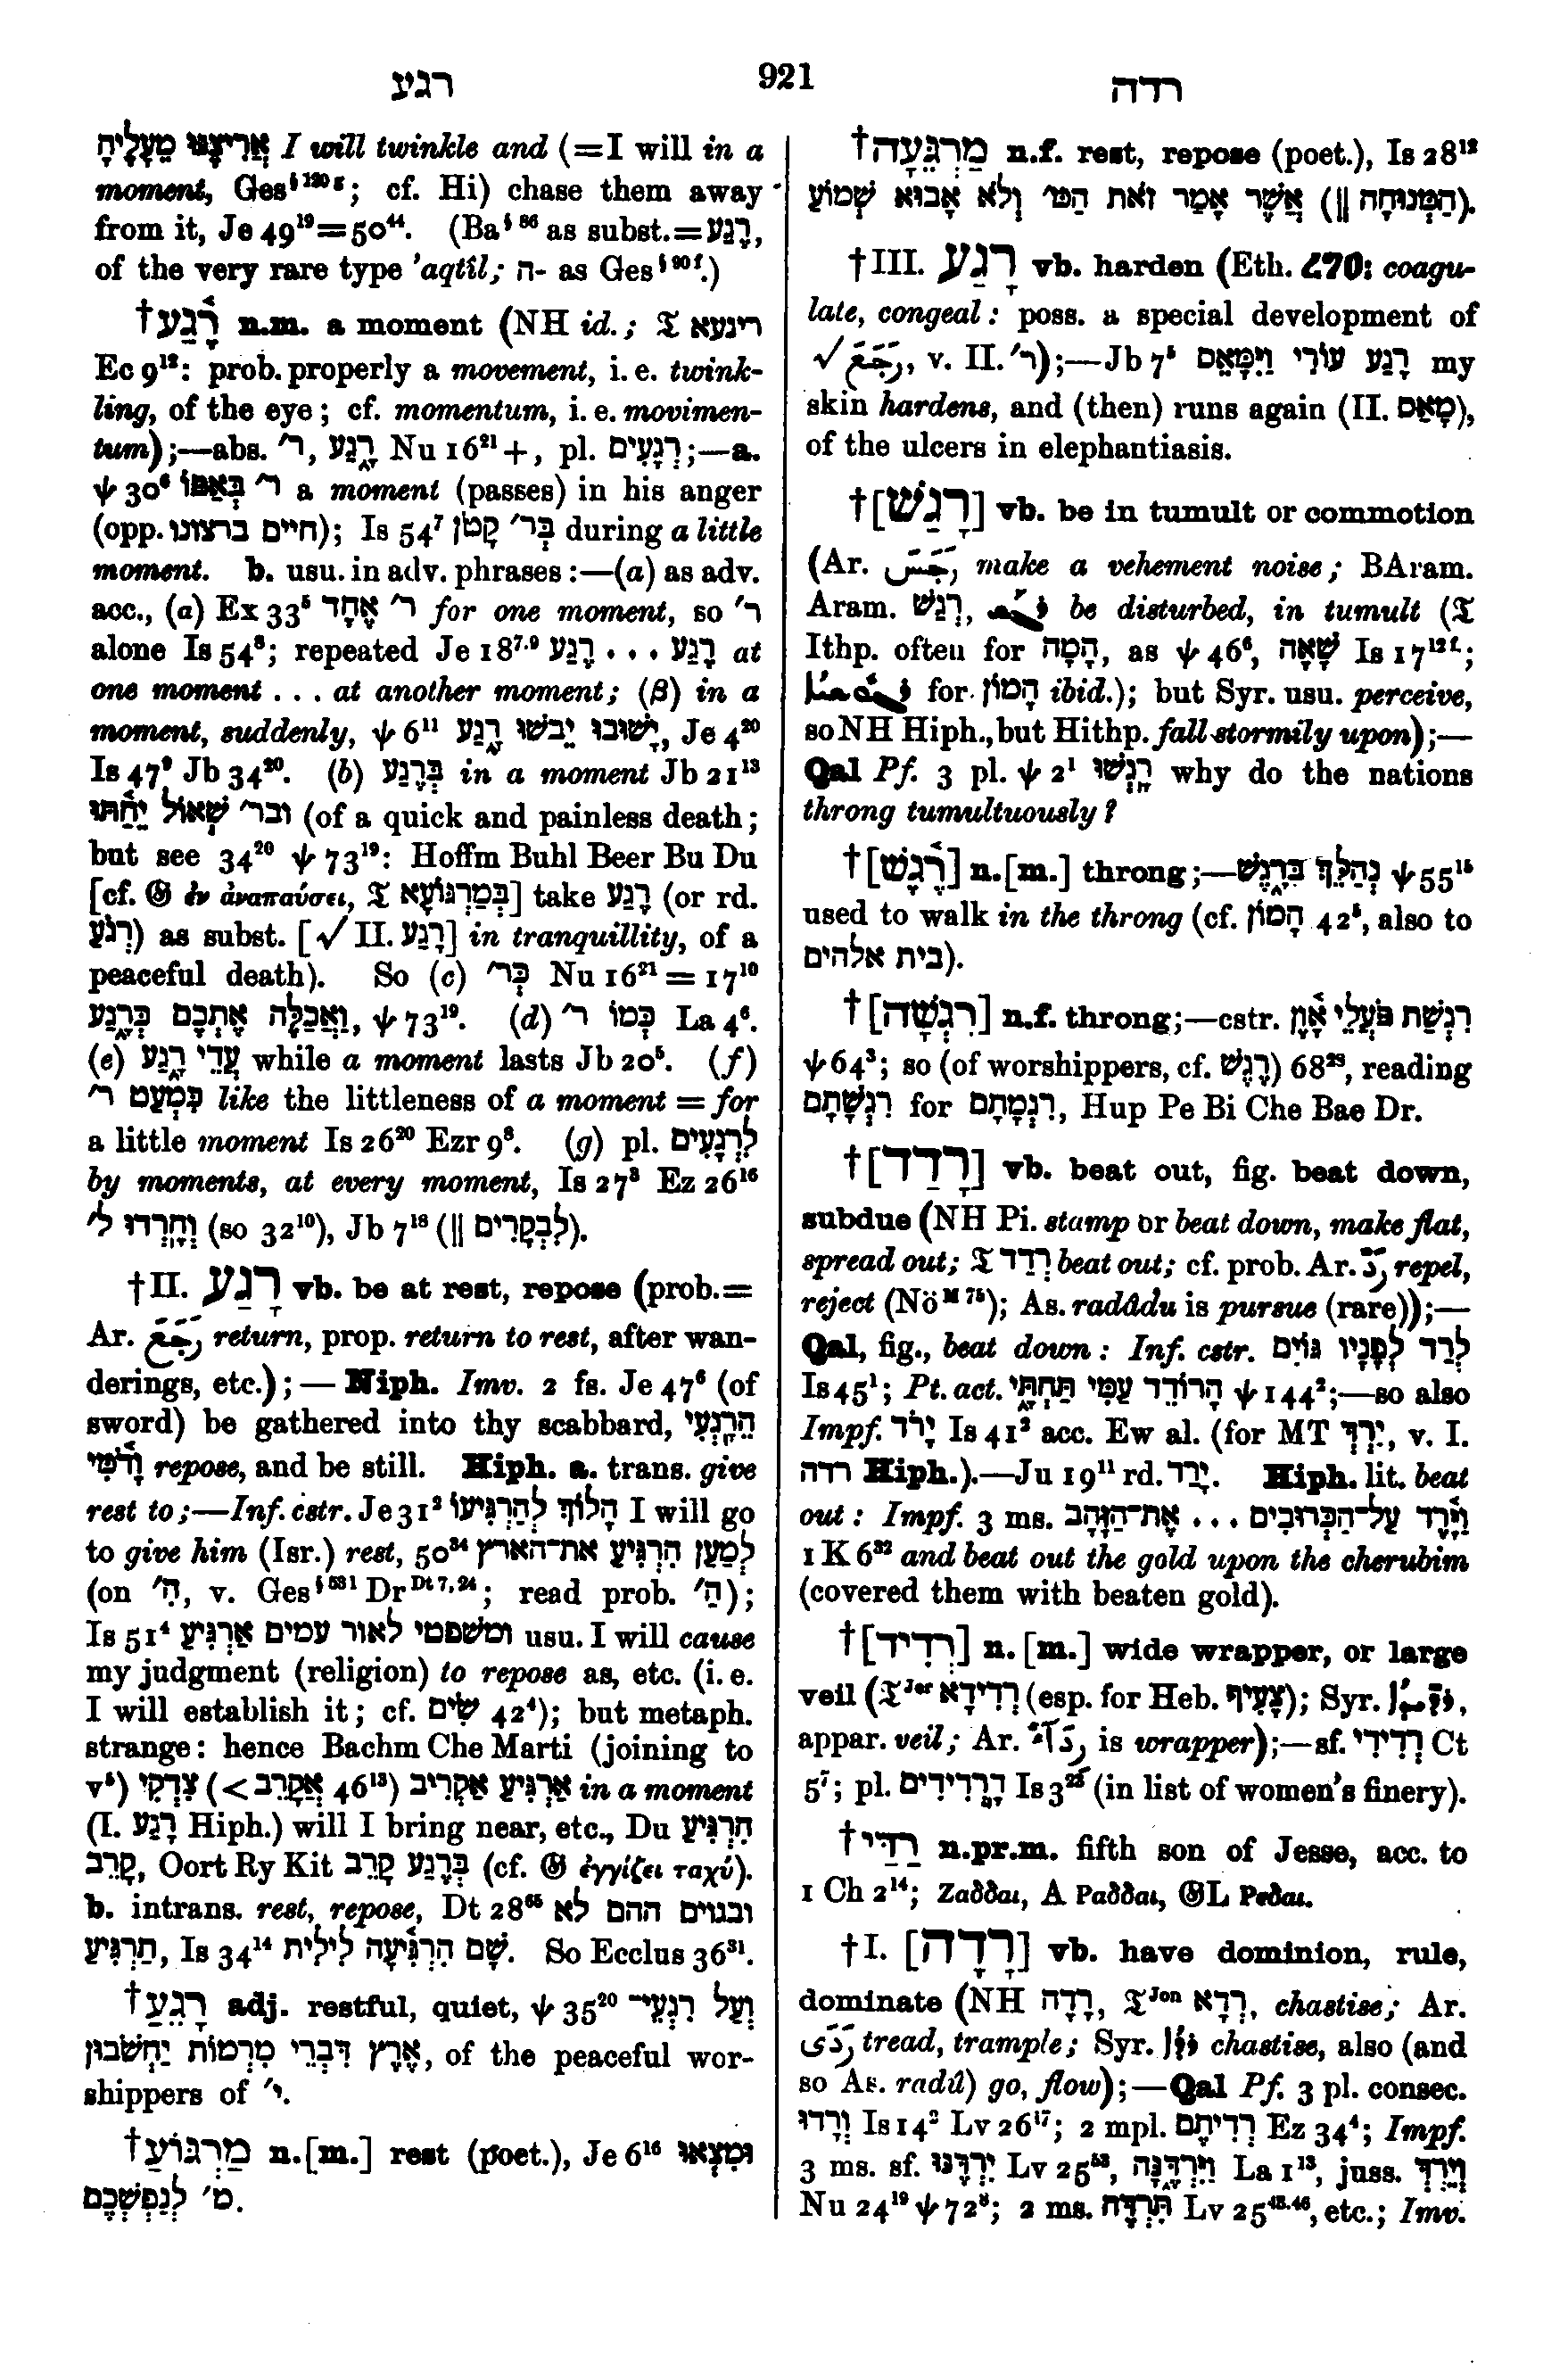 רגע
921
רדה
אֲרִיצֶנּוּ מֵעָלֶיהָ I will twinkle and (=I will in a
moment, Ges§ 120 g; cf. Hi) chase them away
from it, Je 49¹⁹=50⁴⁴. (Ba§ 86 as subst.=רֶגַע,
of the very rare type 'aqtîl; ה- as Ges§ 90 f.)
†רֶ֫גַע n.m. a moment (NH id.; 𝔗 ריגעא
Ec 9¹²: prob. properly a movement, i.e. twink-
ling, of the eye; cf. momentum, i.e. movimen-
tum);—abs. ר׳, רָ֑גַע Nu 16²¹+, pl. רְגָעִים;—a.
ψ 30⁶ ר׳ בְּאַפּוֹ a moment (passes) in his anger
(opp. חיים ברצונו); Is 54⁷ בְּר׳ קָטֹן during a little
moment. b. usu. in adv. phrases:—(a) as adv.
acc., (a) Ex 33⁵ ר׳ אֶחָד for one moment, so ר׳
alone Is 54⁸; repeated Je 18⁷·⁹ רֶגַע . . . רֶגַע at
one moment . . . at another moment; (β) in a
moment, suddenly, ψ 6¹¹ יָשֻׁובוּ יֵבשׁוּ רָ֑גַע, Je 4²⁰
Is 47⁹ Jb 34²⁰. (b) בְּרֶגַע in a moment Jb 21¹³
ובר׳ שְׁאוֹל יֵחַ֫תּוּ (of a quick and painless death;
but see 34²⁰ ψ 73¹⁹: Hoffm Buhl Beer Bu Du
[cf. 𝔊 ἐν ἀναπαύσει, 𝔗 בְּמַרְגּוֹעָא] take רֶגַע (or rd.
רְגֹעַ) as subst. [√ II. רָגַע] in tranquillity, of a
peaceful death). So (c) כְּר׳ Nu 16²¹ = 17¹⁰
וַאֲכַלֶּה אֶתְכֶם כְּרָ֑גַע, ψ 73¹⁹. (d) כְּמוֹ ר׳ La 4⁶.
(e) עֲדֵי רָ֑גַע while a moment lasts Jb 20⁵. (f)
כִּמְעַט ר׳ like the littleness of a moment = for
a little moment Is 26²⁰ Ezr 9⁸. (g) pl. לִרְגָעִים
by moments, at every moment, Is 27³ Ez 26¹⁶
וְחָרְדוּ ל׳ (so 32¹⁰), Jb 7¹⁸ (|| לִבְקָרִים).
†II. רָגַע vb. be at rest, repose (prob.=
Ar. رَجَعَ return, prop. return to rest, after wan-
derings, etc.);— Niph. Imv. 2 fs. Je 47⁶ (of
sword) be gathered into thy scabbard, הֵרָֽגְעִי
וָדֹ֫מִּי repose, and be still. Hiph. a. trans. give
rest to;—Inf. cstr. Je 31² הָלוֹךְ לְהַרְגִּיעוֹ I will go
to give him (Isr.) rest, 50³⁴ לְמַעַן הִרְגִּיעַ את־הארץ
(on הִ׳, v. Ges§ 53 l Dr Dt 7, 24; read prob. הַ׳);
Is 51⁴ ומשפטי לאור עמים אַרְגִּיעַ usu. I will cause
my judgment (religion) to repose as, etc. (i.e.
I will establish it; cf. שִׂים 42⁴); but metaph.
strange: hence Bachm Che Marti (joining to
v⁵) אַרְגִּיעַ אקְרִיב (46¹³ אֲקָרֵב >) צִדְקִי in a moment
(I. רָגַע Hiph.) will I bring near, etc., Du הִרְגִּיעַ
קָרֵב, Oort Ry Kit בְּרֶגַע קָרֵב (cf. 𝔊 ἐγγίζει ταχύ).
b. intrans. rest, repose, Dt 28⁶⁵ ובגוים ההם לא
תַרְגִּיעַ, Is 34¹⁴ שָׁם הִרְגִּ֫יעָה לִילִית. So Ecclus 36³¹.
†רָגֵעַ adj. restful, quiet, ψ 35²⁰ וְעַל רִגְעֵי־
אֶרֶץ דִּבְרֵי מִרְמוֹת יַחְשֹׁבוּן, of the peaceful wor-
shippers of י׳.
†מַרְגּוֹעַ n.[m.] rest (poet.), Je 6¹⁶ וּמִצְאוּ
מ׳ לְנַפְשְׁכֶם.
†מַרְגֵּעָה n.f. rest, repose (poet.), Is 28¹²
אֲשֶׁר אָמַר זֹאת הַמּ׳ וְלֹא אָבוּא שְׁמוֹעַ (|| הַמְּנוּחָה).
†III. רָגַע vb. harden (Eth. ረግዐ: coagu-
late, congeal: poss. a special development of
√ رَجَعَ, v. II. ר׳);—Jb 7⁵ רָגַע עוֹרִי וַיִּמָּאֵס my
skin hardens, and (then) runs again (II. מָאַס),
of the ulcers in elephantiasis.
†[רָגַשׁ] vb. be in tumult or commotion
(Ar. رَجَسَ make a vehement noise; BAram.
Aram. רְגַשׁ, ܪܓܫ be disturbed, in tumult (𝔗
Ithp. often for הָמָה, as ψ 46⁶, שָׁאָה Is 17¹² ᶠ·;
for הָמוֹן ibid.); but Syr. usu. perceive,
so NH Hiph., but Hithp. fall stormily upon);—
Qal Pf. 3 pl. ψ 2¹ רָֽגְשׁוּ why do the nations
throng tumultuously?
†[רֶ֫גֶשׁ] n.[m.] throng;—נְהַלֵּךְ בְּרָ֑גֶשׁ ψ 55¹⁵
used to walk in the throng (cf. הָמוֹן 42⁵, also to
בית אלהים).
†[רִגְשָׁה] n.f. throng;—cstr. רִגְשַׁת פֹּעֲלֵי אָ֫וֶן
ψ 64³; so (of worshippers, cf. רֶגֶשׁ) 68²⁸, reading
רִגְשָׁתָם for רִגְמָתָם, Hup Pe Bi Che Bae Dr.
†[רָדַד] vb. beat out, fig. beat down,
subdue (NH Pi. stamp or beat down, make flat,
spread out; 𝔗 רְדַד beat out; cf. prob. Ar. رَدَّ repel,
reject (Nö M 75); As. radâdu is pursue (rare));—
Qal, fig., beat down: Inf. cstr. לְרַד לְפָנָיו גּוֹיִם
Is 45¹; Pt. act. הָרוֹדֵד עַמִּי תַחְתָּ֑י ψ 144²;—so also
Impf. יָרֹד Is 41² acc. Ew al. (for MT יַרְדְּ, v. I.
רדה Hiph.).—Ju 19¹¹ rd. יָרַד. Hiph. lit. beat
out: Impf. 3 ms. וַיָּ֫רֶד עַל־הַכְּרוּבִים . . . אֶת־הַזָּהָב
1 K 6³² and beat out the gold upon the cherubim
(covered them with beaten gold).
†[רְדִיד] n.[m.] wide wrapper, or large
veil (𝔗 Jer רְדִידָא (esp. for Heb. צָעִיף); Syr. ܪܕܝܕܐ,
appar. veil; Ar. رِدَآءٌ is wrapper);—sf. רְדִידִי Ct
5⁷; pl. רְדִידִים Is 3²³ (in list of women's finery).
†רַדַּי n.pr.m. fifth son of Jesse, acc. to
1 Ch 2¹⁴; Ζαδδαι, A Ραδδαι, 𝔊L Ρεδαι.
†I. [רָדָה] vb. have dominion, rule,
dominate (NH רָדָה, 𝔗 Jon רְדָא, chastise; Ar.
رَدَى tread, trample; Syr. ܪܕܐ chastise, also (and
so As. radû) go, flow);—Qal Pf. 3 pl. consec.
וְרָדוּ Is 14² Lv 26¹⁷; 2 mpl. רְדִיתֶם Ez 34⁴; Impf.
3 ms. sf. יִרְדֶּנּוּ Lv 25⁵³, וַיִּרְדֶּ֑נָּה La 1¹³, juss. וְיֵרְדְּ
Nu 24¹⁹ ψ 72⁸; 2 ms. תִּרְדֶּה Lv 25⁴³·⁴⁶, etc.; Imv.